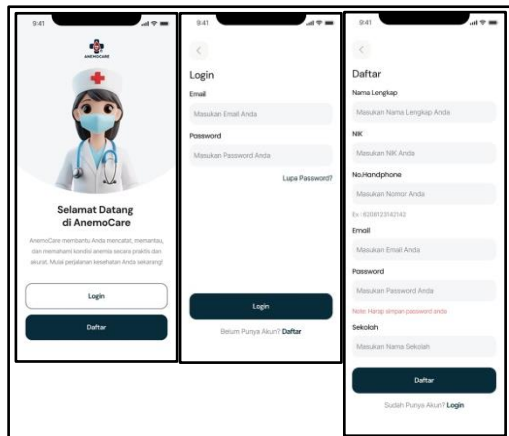 9:41
ANEMOCARE
Selamat Datang
di AnemoCare
AnemoCare membantu Anda mencatat, memantau,
dan memahami kondisi anemia secara praktis dan
akurat. Mulai perjalanan kesehatan Anda sekarang!
Login
Daftar
9:41
Login
Email
Masukan Email Anda
Password
Masukan Password Anda
Lupa Password?
Login
Belum Punya Akun? Daftar
9:41
Daftar
Nama Lengkap
Masukan Nama Lengkap Anda
NIK
Masukan NIK Anda
No.Handphone
Masukan Nomor Anda
Ex : 6208123142142
Email
Masukan Email Anda
Password
Masukan Password Anda
Note: Harap simpan password anda
Sekolah
Masukan Nama Sekolah
Daftar
Sudah Punya Akun? Login